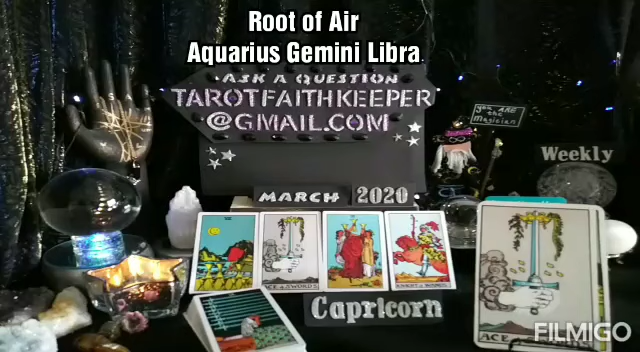 Root of Air
Aquarius Gemini Libra
ASK A QUESTION
TAROTFAITHKEEPER
@GMAIL.COM
you ARE
the
Magician
Weekly
MARCH 2020
ACE of SWORDS
KNIGHT of SWORDS
Capricorn
ACE
FILMIGO